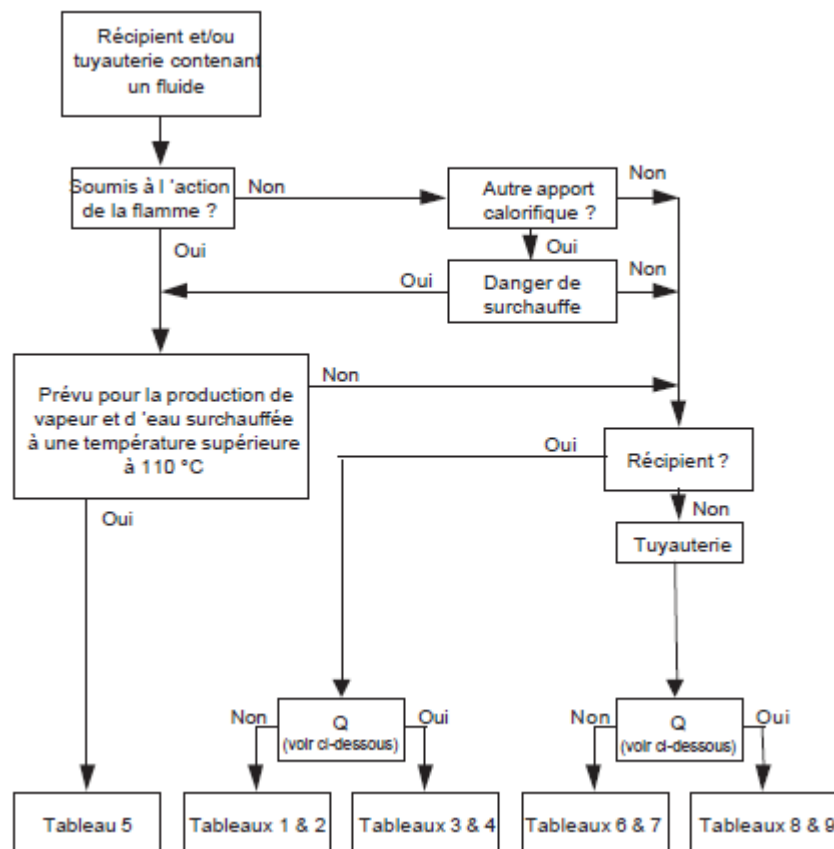 Récipient et/ou
tuyauterie contenant
un fluide
Soumis à l 'action
de la flamme ?
Non
Autre apport
calorifique ?
Non
Oui
Oui
Oui
Danger de
surchauffe
Non
Prévu pour la production de
vapeur et d 'eau surchauffée
à une température supérieure
à 110 °C
Non
Oui
Récipient ?
Oui
Non
Tuyauterie
Non
Q
(voir ci-dessous)
Oui
Non
Q
(voir ci-dessous)
Oui
Tableau 5
Tableaux 1 & 2
Tableaux 3 & 4
Tableaux 6 & 7
Tableaux 8 & 9